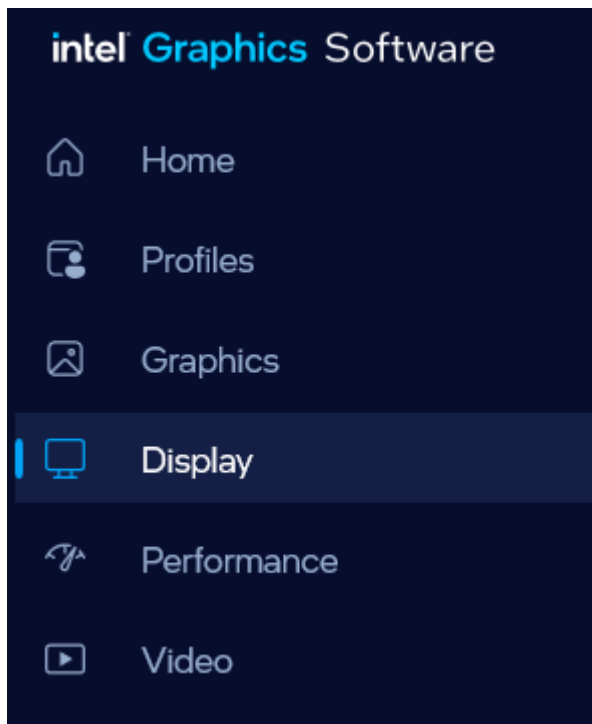 intel Graphics Software
Home
Profiles
Graphics
Display
Performance
Video